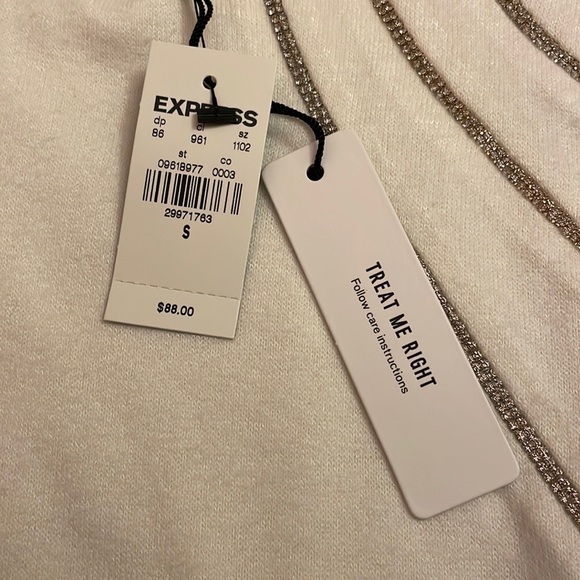 EXPRESS
dp cl sz
86 961 1102
st co
09618977 0003
29971763
S
$88.00
TREAT ME RIGHT
Follow care instructions